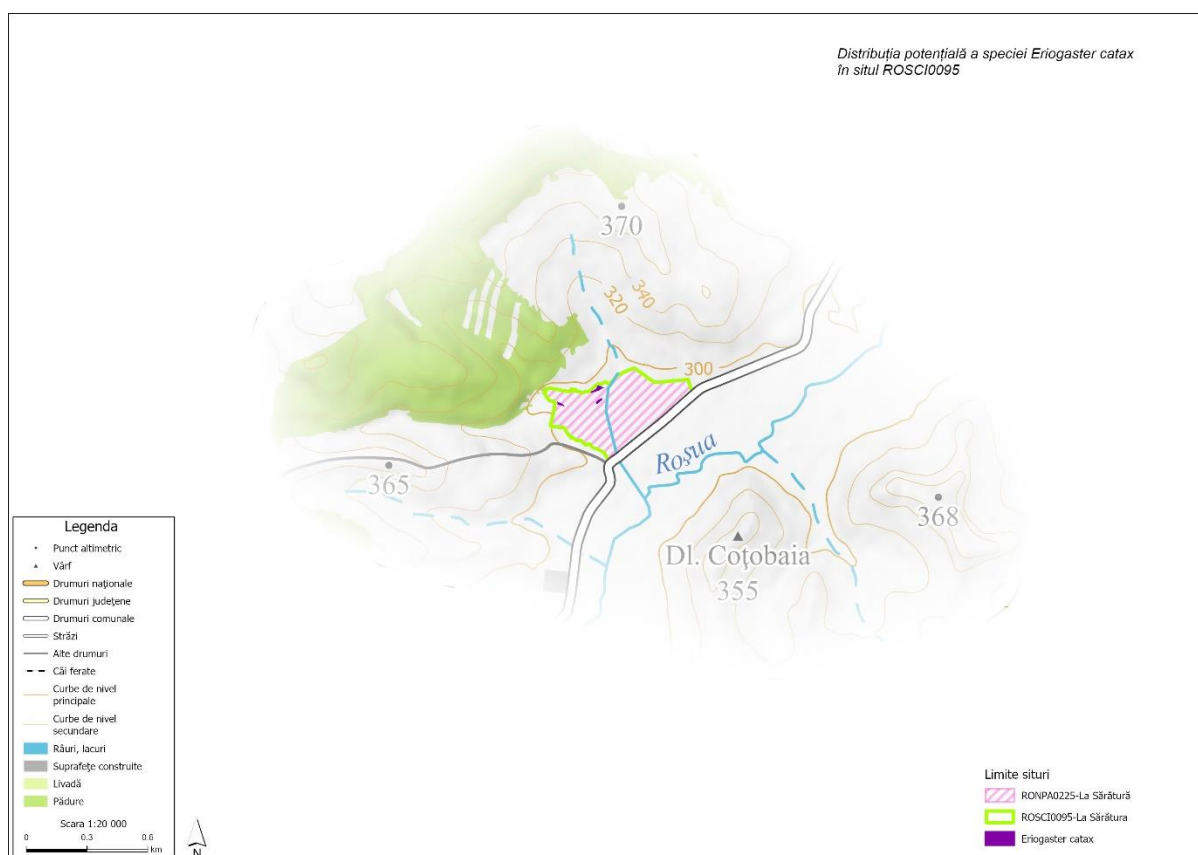 Distribuția potențială a speciei Eriogaster catax
în situl ROSCI0095
370
340
320
300
Roșua
365
368
Dl. Coțobaia
355
Legenda
Punct altimetric
Vârf
Drumuri naționale
Drumuri județene
Drumuri comunale
Străzi
Alte drumuri
Căi ferate
Curbe de nivel
principale
Curbe de nivel
secundare
Râuri, lacuri
Suprafețe construite
Livadă
Pădure
Scara 1:20 000
0 0.3 0.6
km
N
Limite situri
RONPA0225-La Sărătură
ROSCI0095-La Sărătura
Eriogaster catax